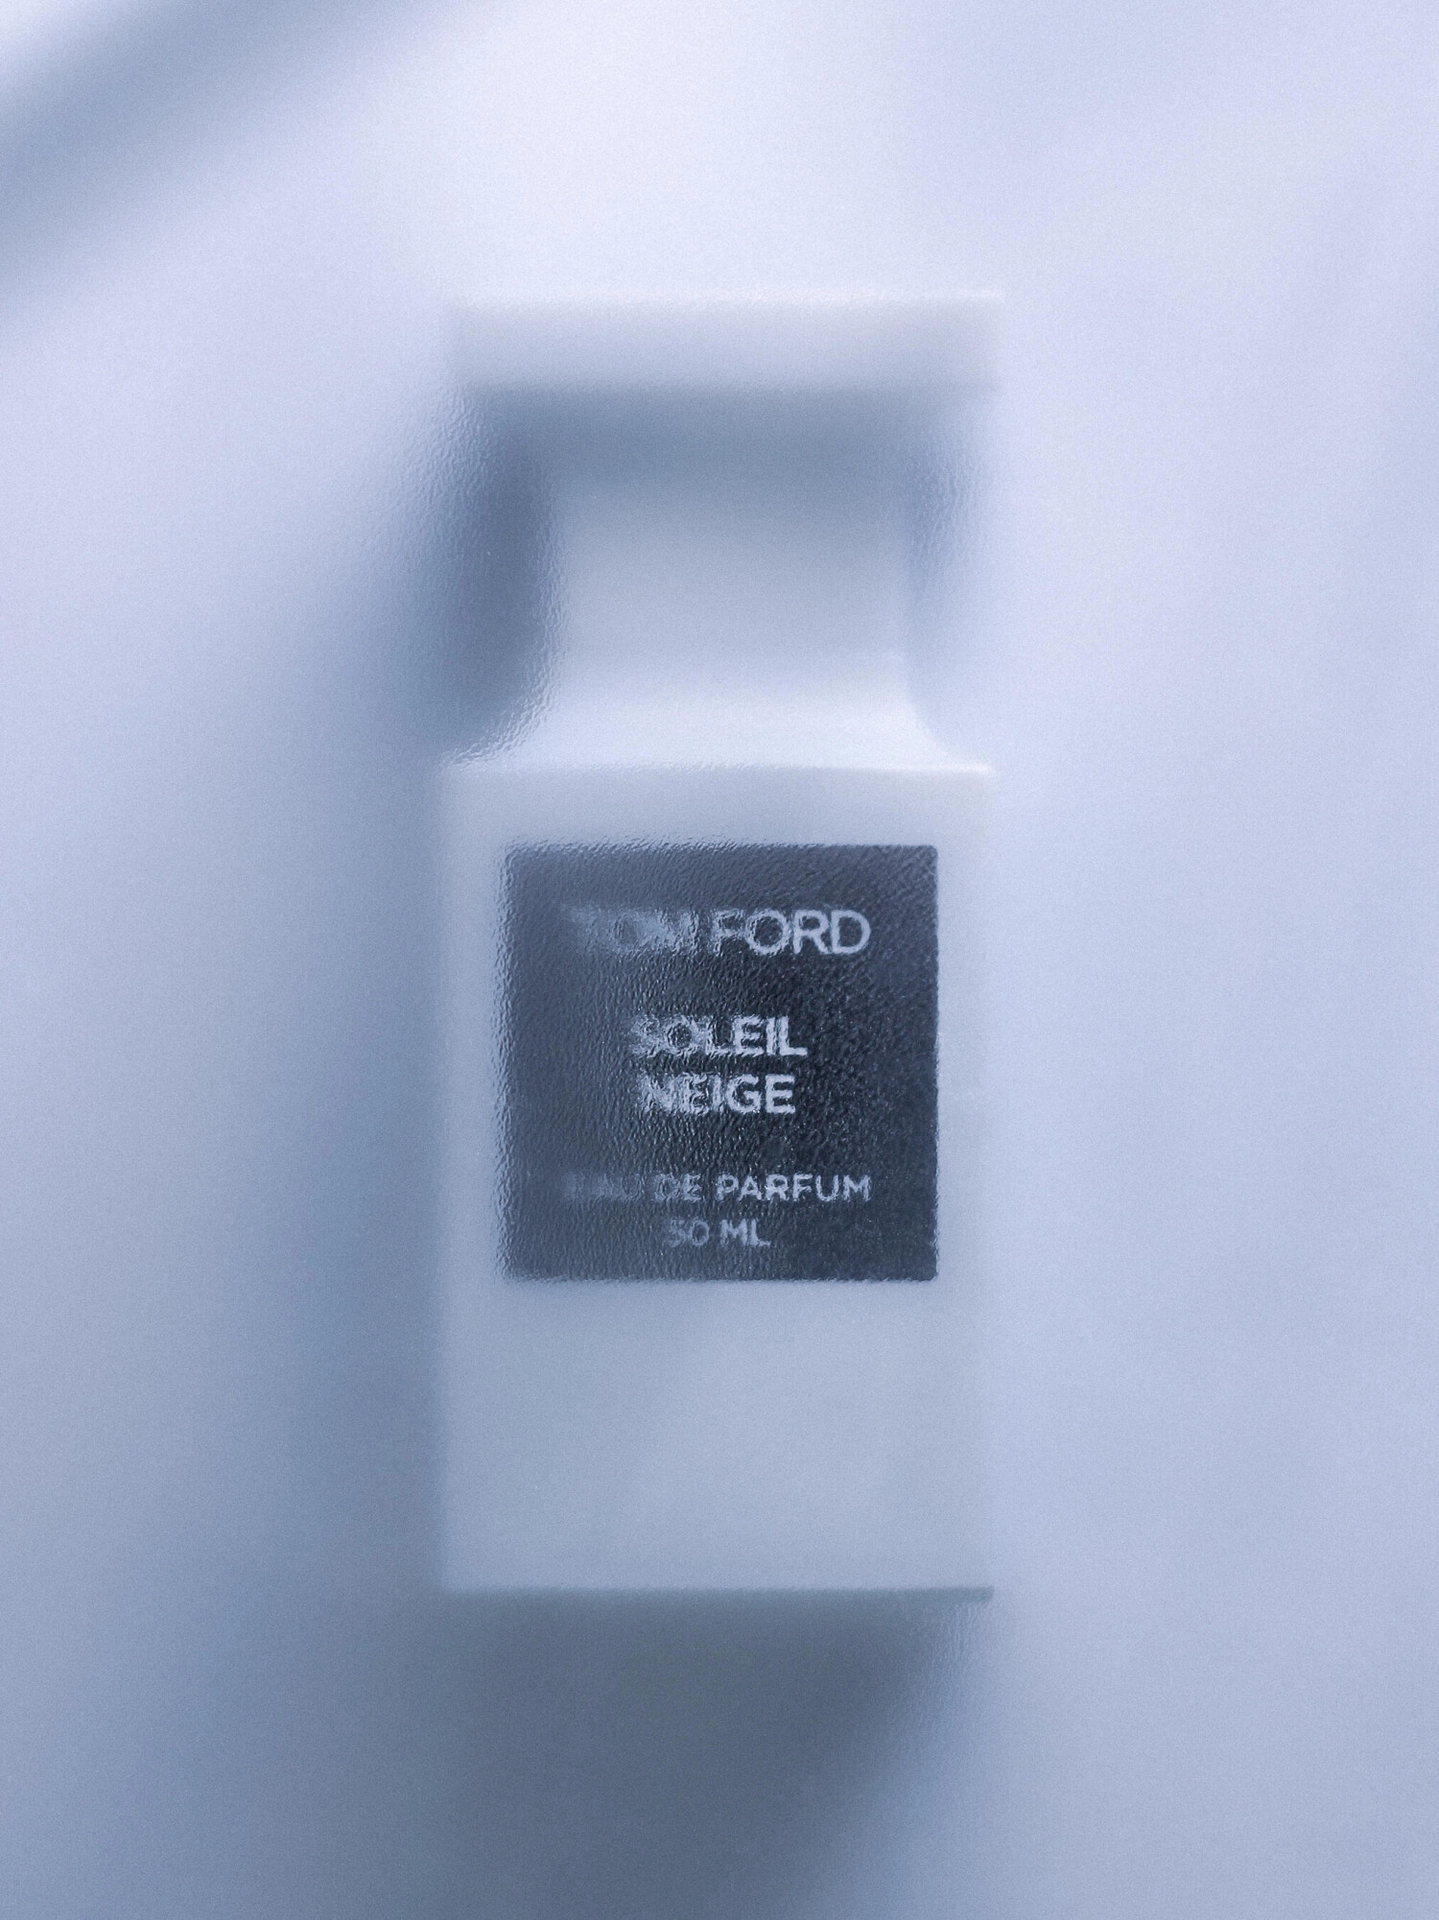 TOM FORD
SOLEIL
NEIGE
EAU DE PARFUM
50 ML